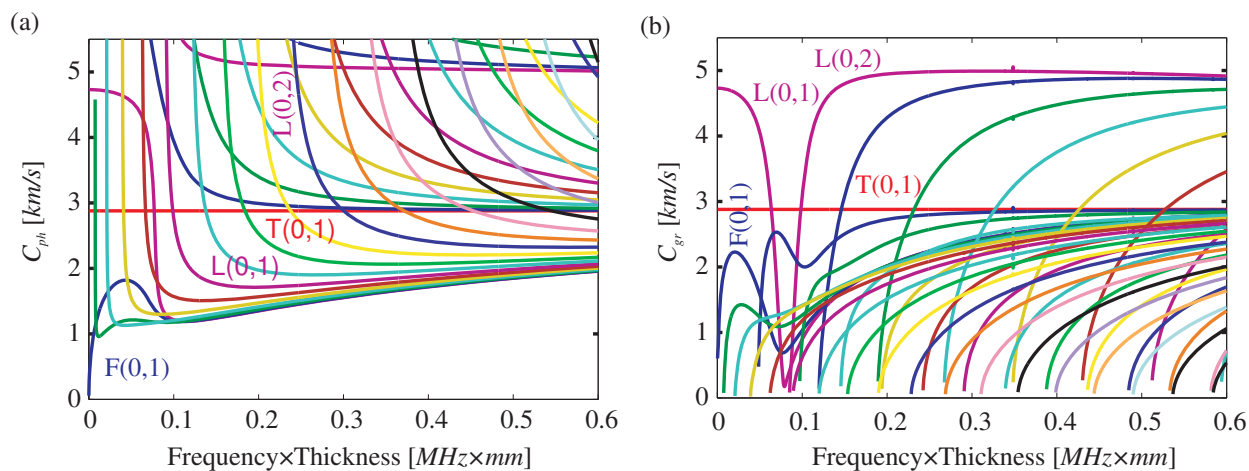 (a)
5
4
3
2
1
0
C_ph [km/s]
L(0,2)
T(0,1)
L(0,1)
F(0,1)
0 0.1 0.2 0.3 0.4 0.5 0.6
Frequency×Thickness [MHz×mm]
(b)
5
4
3
2
1
0
C_gr [km/s]
L(0,2)
L(0,1)
T(0,1)
F(0,1)
0 0.1 0.2 0.3 0.4 0.5 0.6
Frequency×Thickness [MHz×mm]